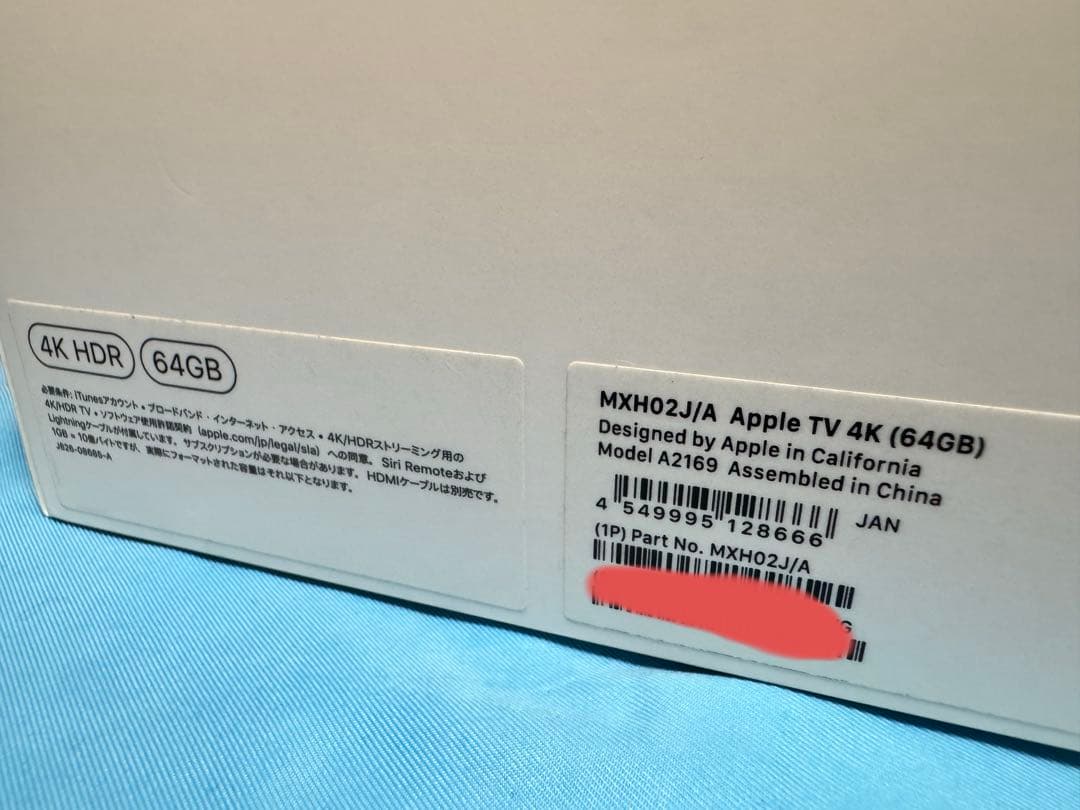 4K HDR 64GB
必要条件: iTunesアカウント・ブロードバンド・インターネット・アクセス・4K/HDRストリーミング用の
4K/HDR TV・ソフトウェア使用許諾契約（apple.com/jp/legal/sla）への同意。Siri Remoteおよび
Lightningケーブルが付属しています。サブスクリプションが必要な場合があります。HDMIケーブルは別売です。
1GB = 10億バイトですが、実際にフォーマットされた容量はそれ以下となります。
MXH02J/A Apple TV 4K (64GB)
Designed by Apple in California
Model A2169 Assembled in China
JAN
4 549995 128666
(1P) Part No. MXH02J/A
G